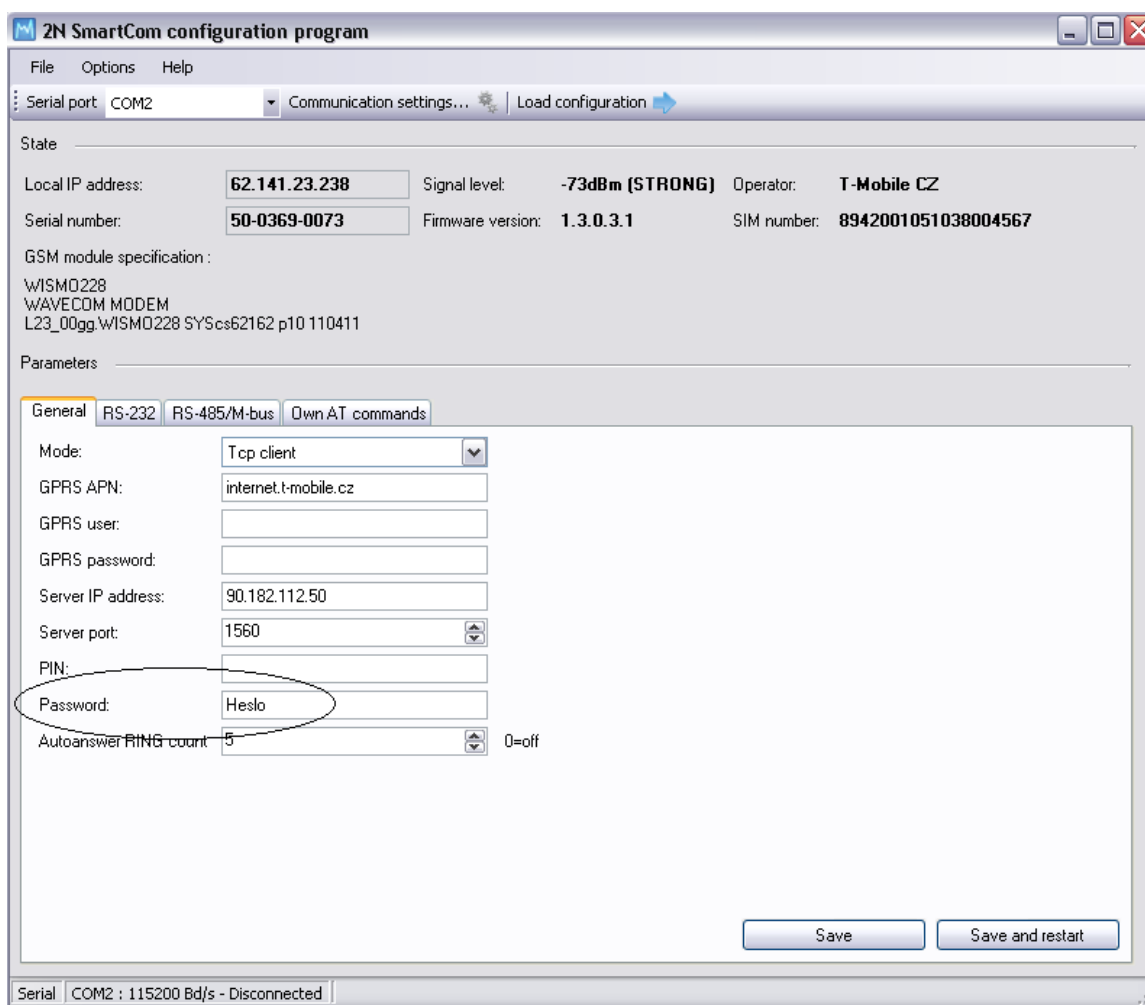 2N SmartCom configuration program
File Options Help
Serial port COM2 Communication settings... Load configuration
State
Local IP address: 62.141.23.238 Signal level: -73dBm (STRONG) Operator: T-Mobile CZ
Serial number: 50-0369-0073 Firmware version: 1.3.0.3.1 SIM number: 8942001051038004567
GSM module specification :
WISMO228
WAVECOM MODEM
L23_00gg.WISMO228 SYScs62162 p10 110411
Parameters
General RS-232 RS-485/M-bus Own AT commands
Mode: Tcp client
GPRS APN: internet.t-mobile.cz
GPRS user:
GPRS password:
Server IP address: 90.182.112.50
Server port: 1560
PIN:
Password: Heslo
Autoanswer RING count 5 0=off
Save Save and restart
Serial COM2 : 115200 Bd/s - Disconnected